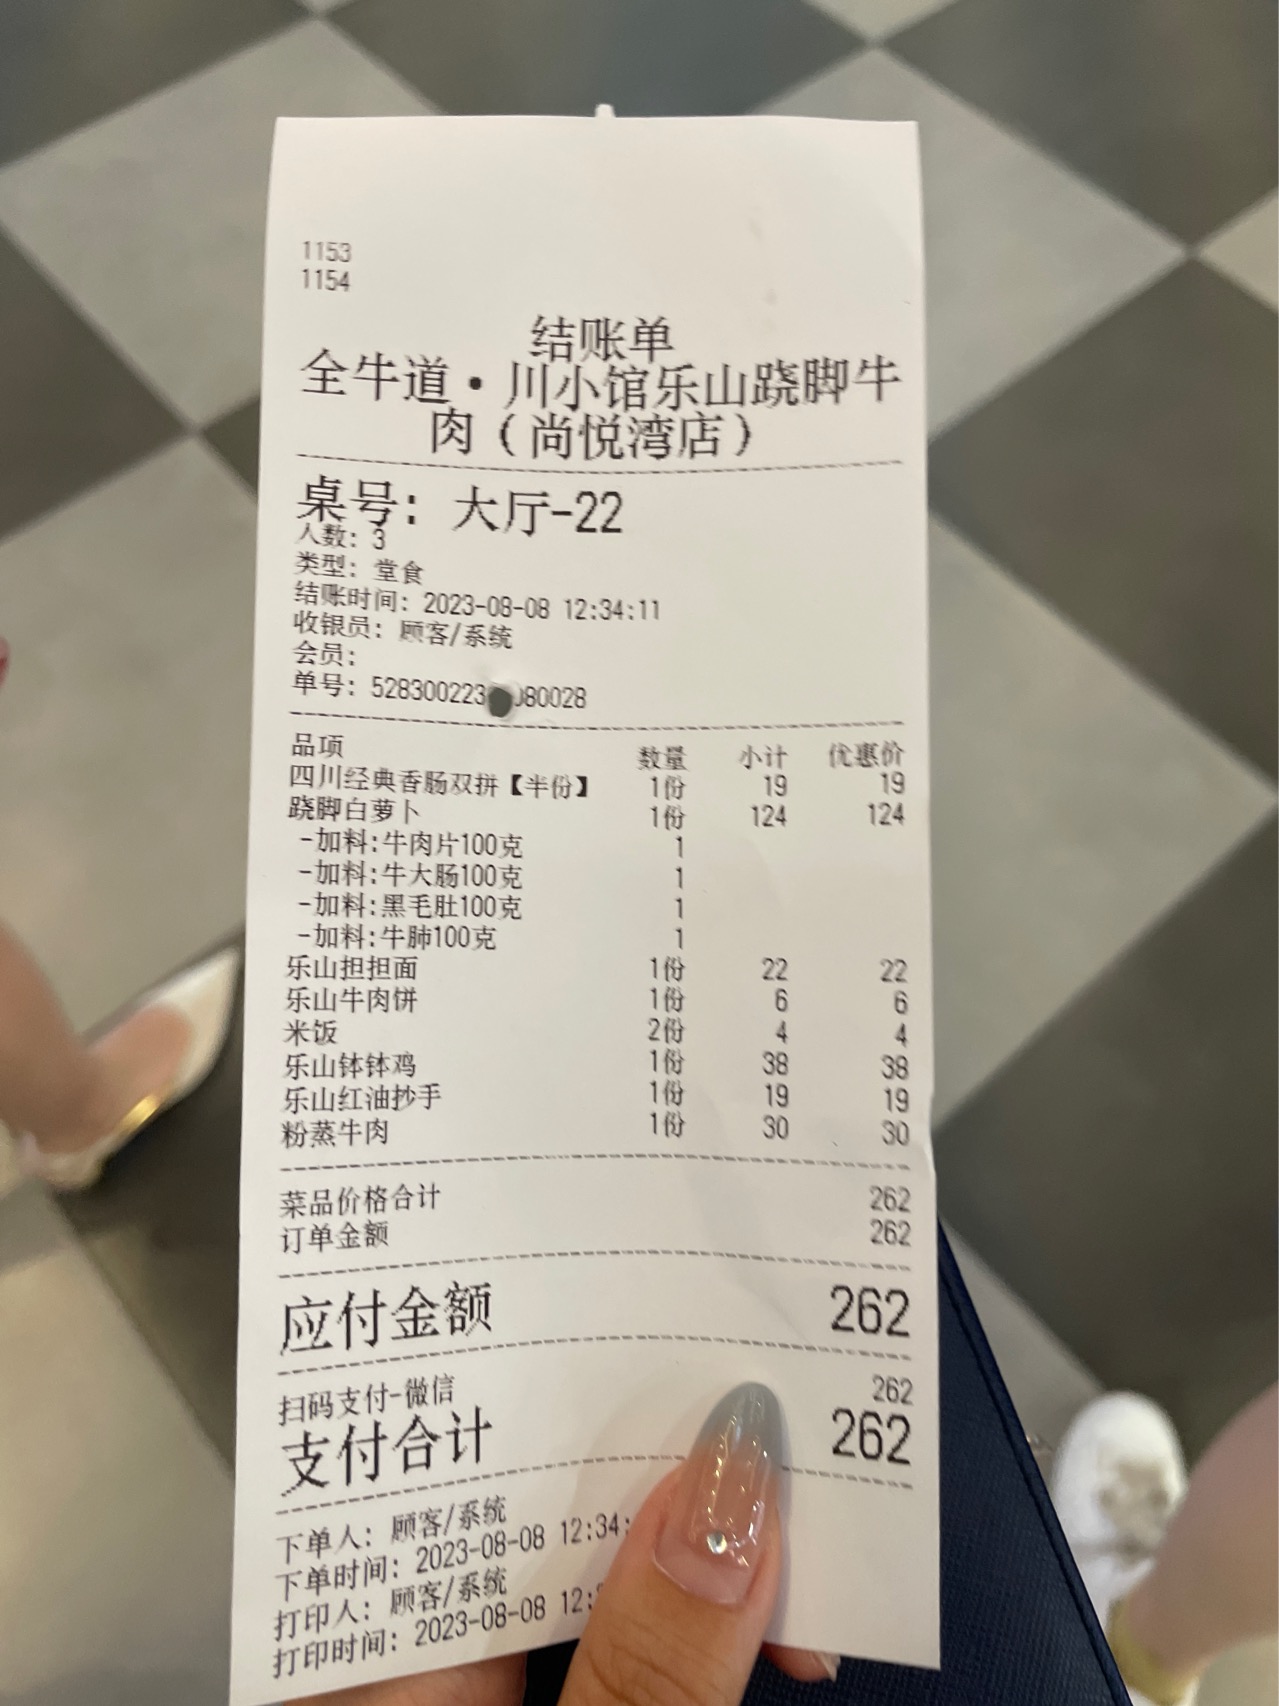 1153
1154
结账单
全牛道·川小馆乐山跷脚牛
肉(尚悦湾店)
桌号: 大厅-22
人数: 3
类型: 堂食
结账时间: 2023-08-08 12:34:11
收银员: 顾客/系统
会员:
单号: 528300223 080028
品项 数量 小计 优惠价
四川经典香肠双拼【半份】 1份 19 19
跷脚白萝卜 1份 124 124
-加料:牛肉片100克 1
-加料:牛大肠100克 1
-加料:黑毛肚100克 1
-加料:牛肺100克 1
乐山担担面 1份 22 22
乐山牛肉饼 1份 6 6
米饭 2份 4 4
乐山钵钵鸡 1份 38 38
乐山红油抄手 1份 19 19
粉蒸牛肉 1份 30 30
菜品价格合计 262
订单金额 262
应付金额 262
扫码支付-微信 262
支付合计 262
下单人: 顾客/系统
下单时间: 2023-08-08 12:34:
打印人: 顾客/系统
打印时间: 2023-08-08 12: